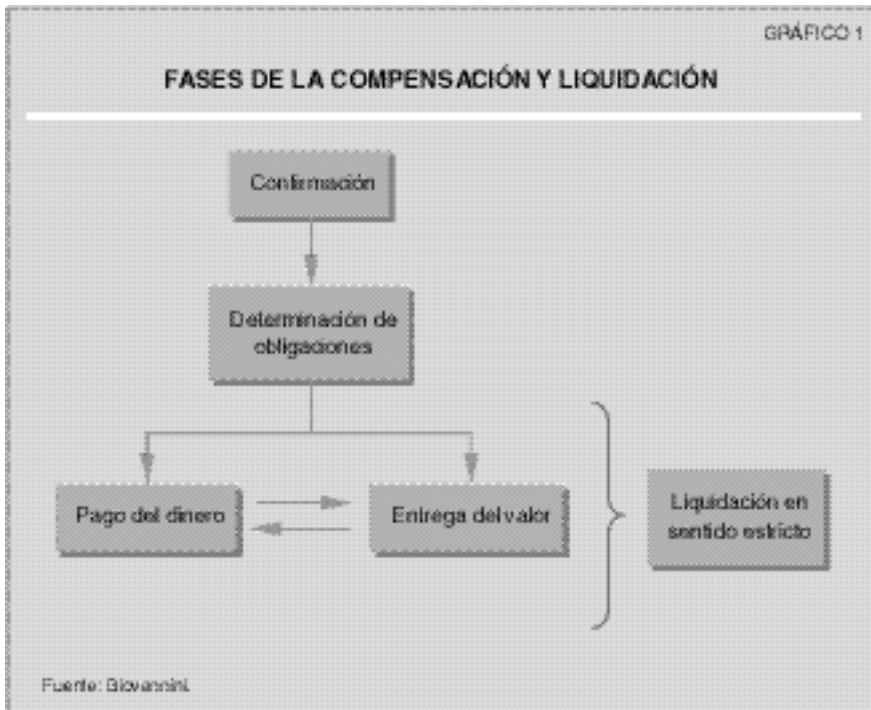 GRÁFICO 1
FASES DE LA COMPENSACIÓN Y LIQUIDACIÓN
Confirmación
Determinación de
obligaciones
Pago del dinero
Entrega del valor
Liquidación en
sentido estricto
Fuente: Giovannini.